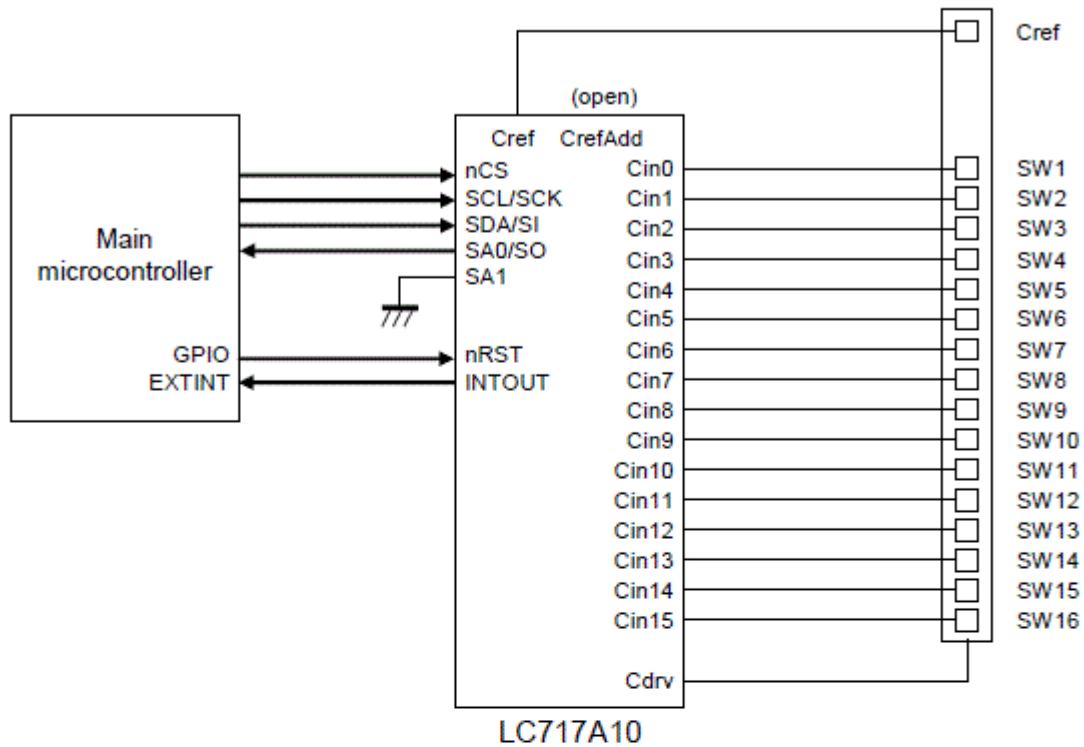 Cref
(open)
Cref CrefAdd
Main
microcontroller
GPIO
EXTINT
nCS
SCL/SCK
SDA/SI
SA0/SO
SA1
nRST
INTOUT
Cin0
Cin1
Cin2
Cin3
Cin4
Cin5
Cin6
Cin7
Cin8
Cin9
Cin10
Cin11
Cin12
Cin13
Cin14
Cin15
Cdrv
SW1
SW2
SW3
SW4
SW5
SW6
SW7
SW8
SW9
SW10
SW11
SW12
SW13
SW14
SW15
SW16
LC717A10